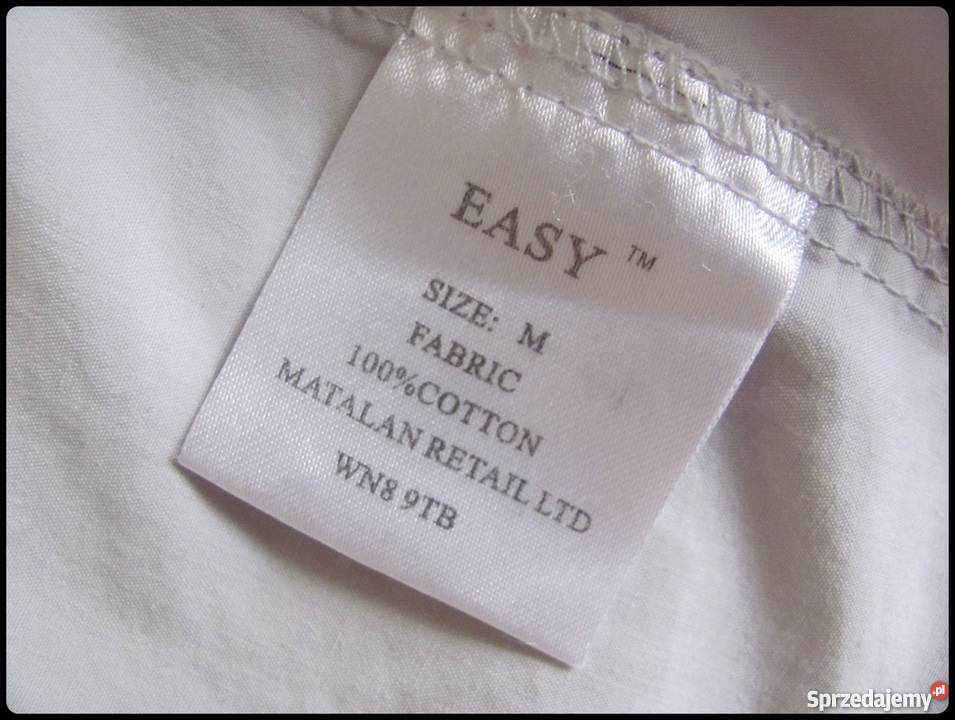 EASY ™
SIZE: M
FABRIC
100%COTTON
MATALAN RETAIL LTD
WN8 9TB
Sprzedajemy.pl